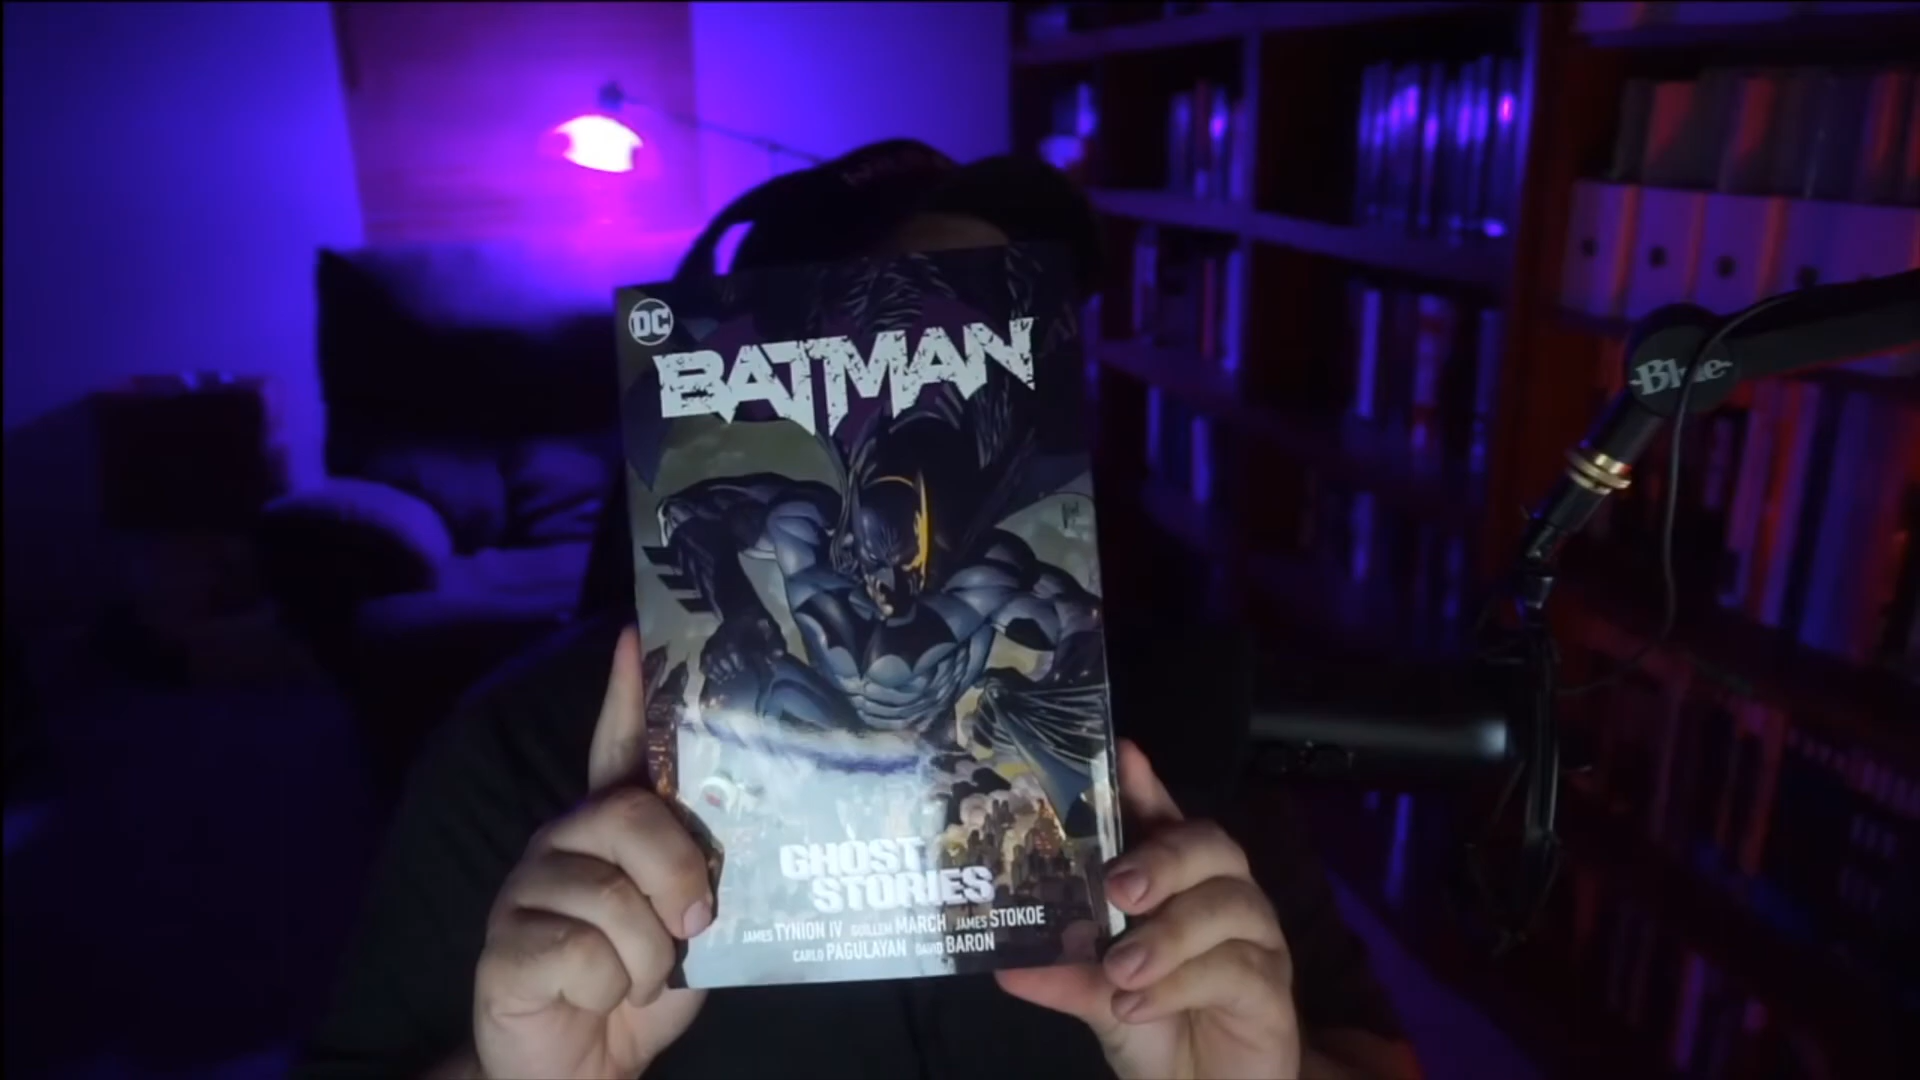 DC
BATMAN
Blue
GHOST
STORIES
JAMES TYNION IV GUILLEM MARCH JAMES STOKOE
CARLO PAGULAYAN DAVID BARON